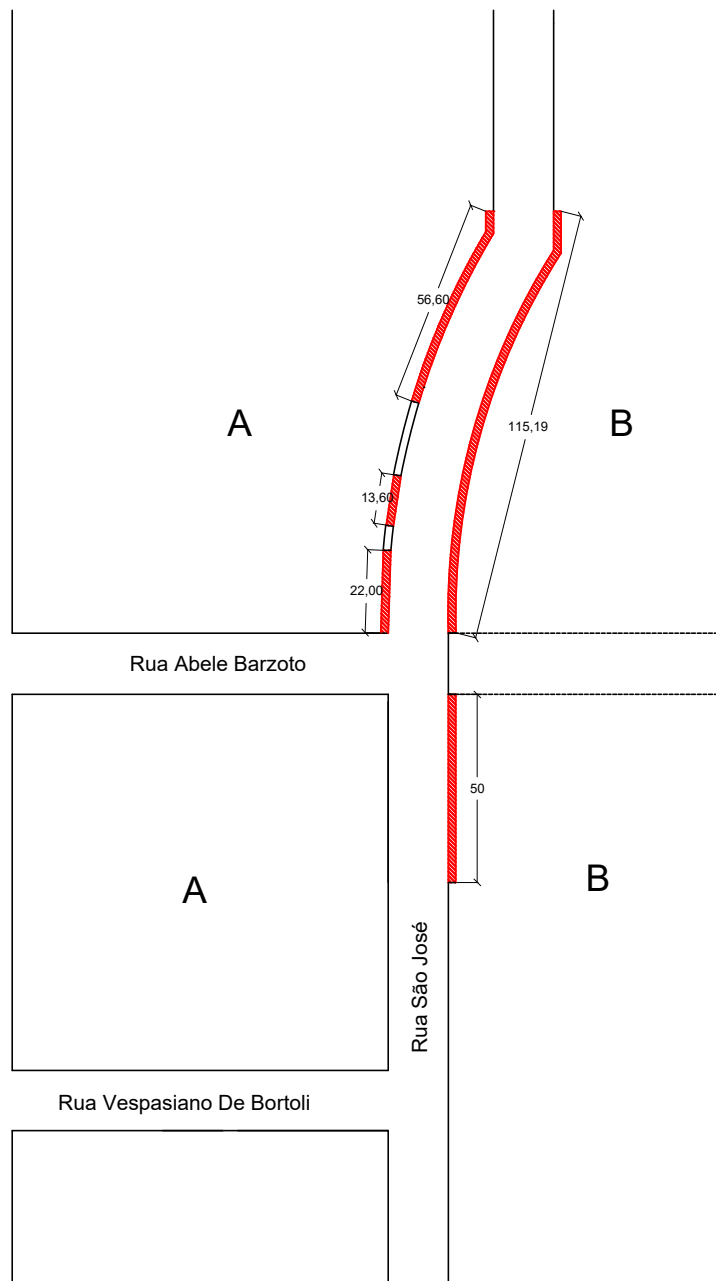 56,60
A
B
115,19
13,60
22,00
Rua Abele Barzoto
50
A
B
Rua São José
Rua Vespasiano De Bortoli